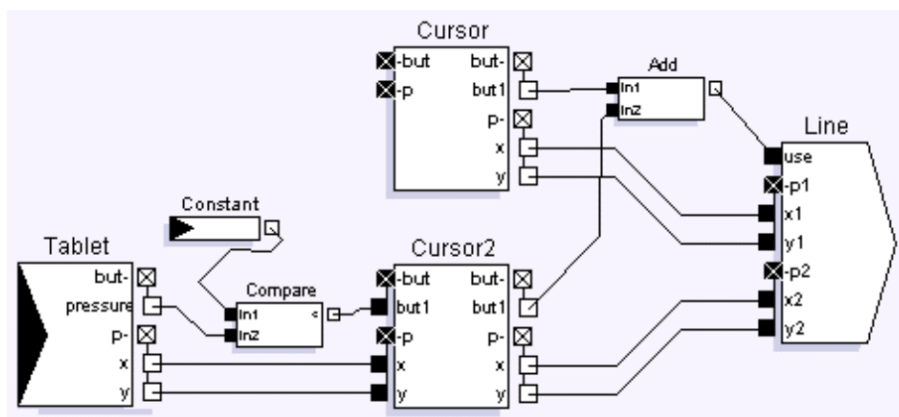 Cursor
-but but-
-p but1
p-
x
y
Add
In1
In2
Line
use
-p1
x1
y1
-p2
x2
y2
Constant
Tablet
but-
pressure
p-
x
y
Compare
In1 <
In2
Cursor2
-but but-
but1 but1
-p p-
x x
y y